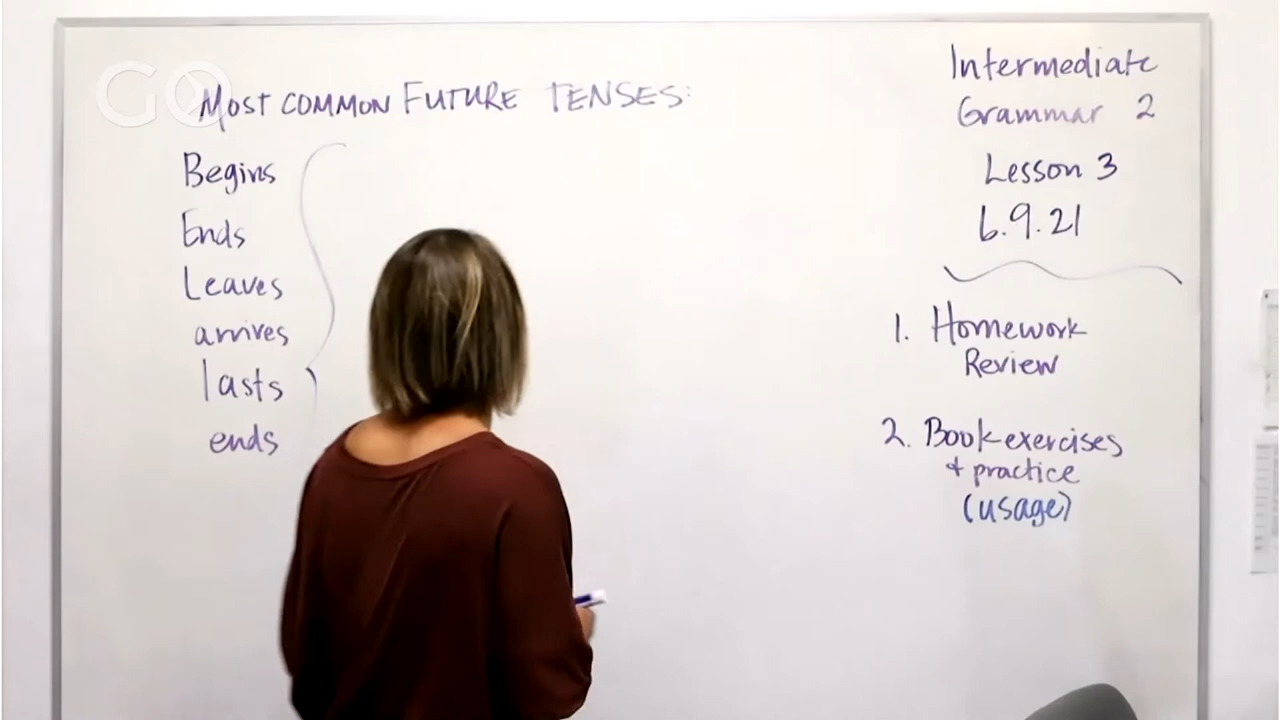 GO
MOST COMMON FUTURE TENSES:
Begins
Ends
Leaves
arrives
lasts
ends
Intermediate
Grammar 2
Lesson 3
6.9.21
1. Homework
Review
2. Book exercises
+ practice
(usage)